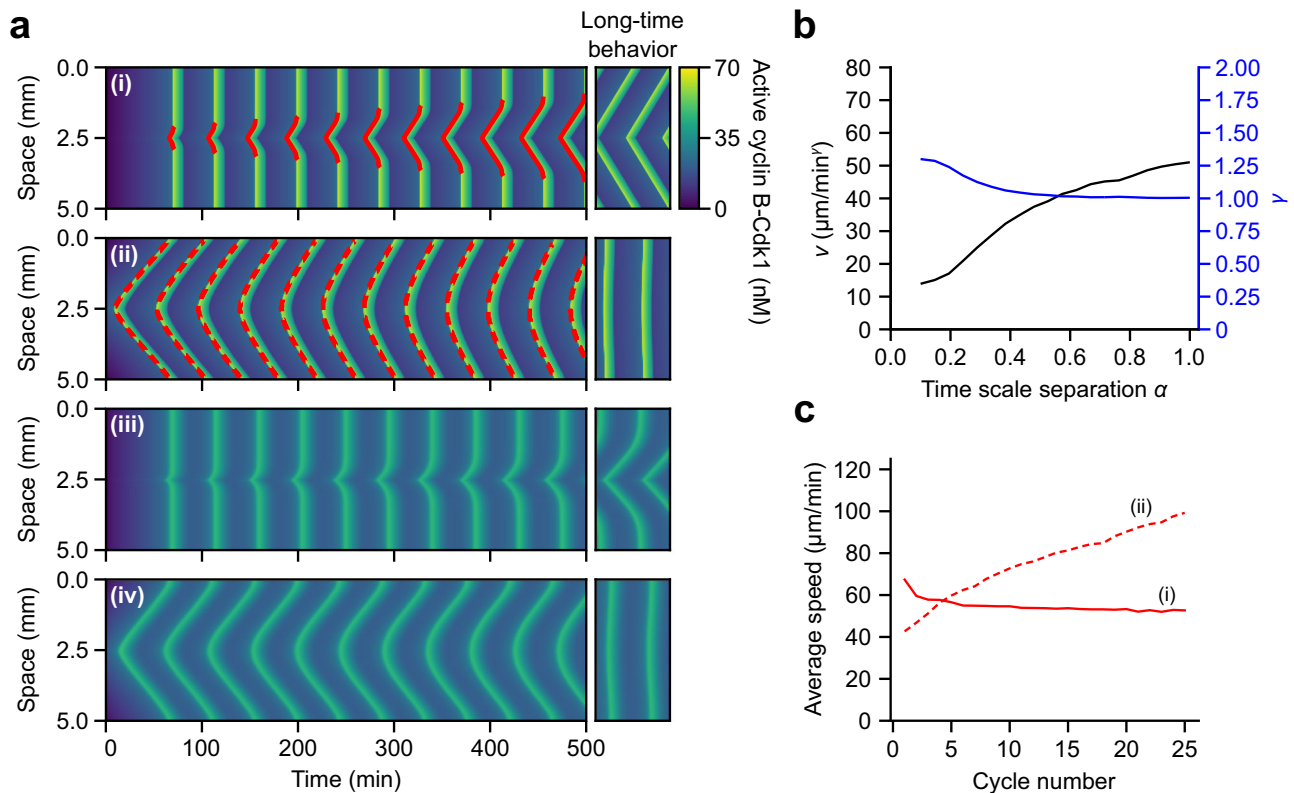 a
Long-time
behavior
(i)
0.0
2.5
5.0
Space (mm)
70
35
0
Active cyclin B-Cdk1 (nM)
(ii)
0.0
2.5
5.0
Space (mm)
(iii)
0.0
2.5
5.0
Space (mm)
(iv)
0.0
2.5
5.0
Space (mm)
0 100 200 300 400 500
Time (min)
b
80
70
60
50
40
30
20
10
0
v (µm/minᵞ)
2.00
1.75
1.50
1.25
1.00
0.75
0.50
0.25
0
γ
0.0 0.2 0.4 0.6 0.8 1.0
Time scale separation α
c
120
100
80
60
40
20
0
Average speed (µm/min)
(ii)
(i)
0 5 10 15 20 25
Cycle number